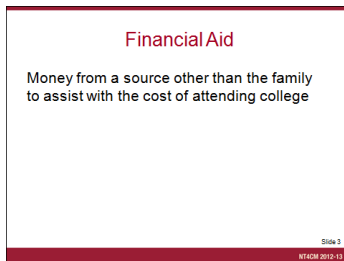 Financial Aid
Money from a source other than the family
to assist with the cost of attending college
Slide 3
NT4CM 2012-13